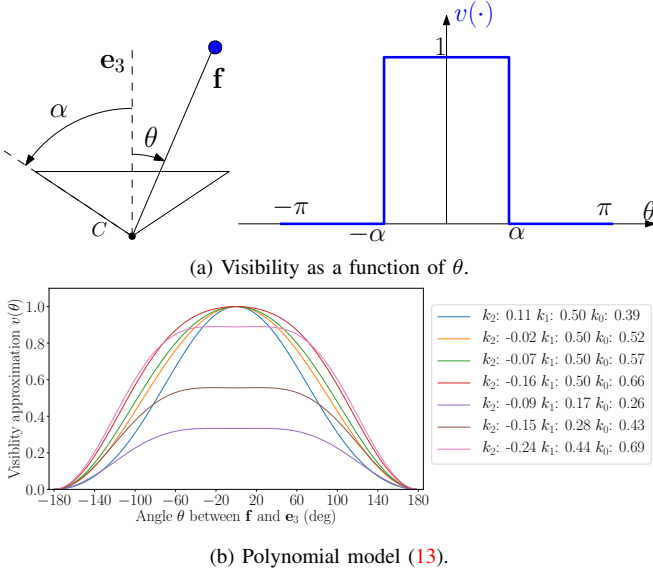 v(·)
e₃
f
1
α
θ
−π
π
θ
C
−α
α
(a) Visibility as a function of θ.
Visiblity approximation v(θ)
1.0
0.8
0.6
0.4
0.2
0.0
−180 −140 −100 −60 −20 20 60 100 140 180
Angle θ between f and e₃ (deg)
k₂: 0.11 k₁: 0.50 k₀: 0.39
k₂: -0.02 k₁: 0.50 k₀: 0.52
k₂: -0.07 k₁: 0.50 k₀: 0.57
k₂: -0.16 k₁: 0.50 k₀: 0.66
k₂: -0.09 k₁: 0.17 k₀: 0.26
k₂: -0.15 k₁: 0.28 k₀: 0.43
k₂: -0.24 k₁: 0.44 k₀: 0.69
(b) Polynomial model (13).